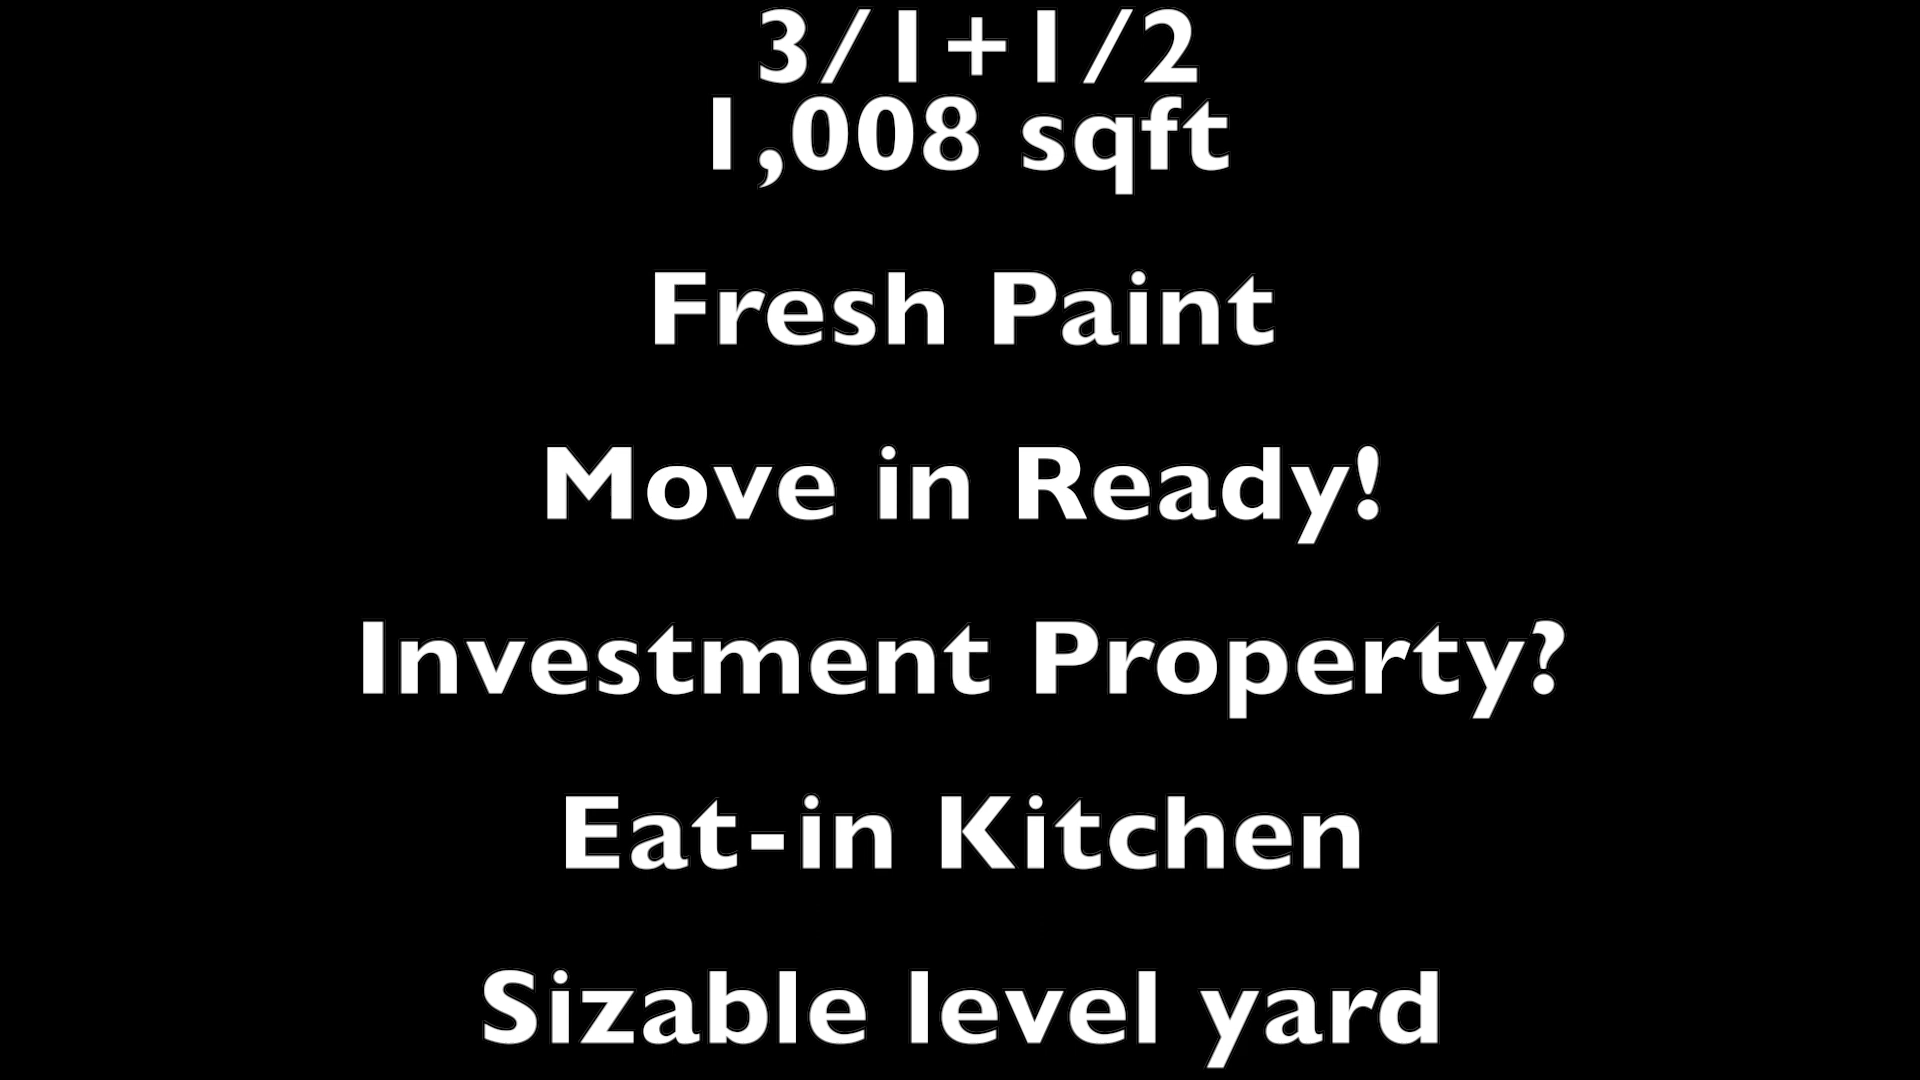 3/1+1/2
1,008 sqft
Fresh Paint
Move in Ready!
Investment Property?
Eat-in Kitchen
Sizable level yard